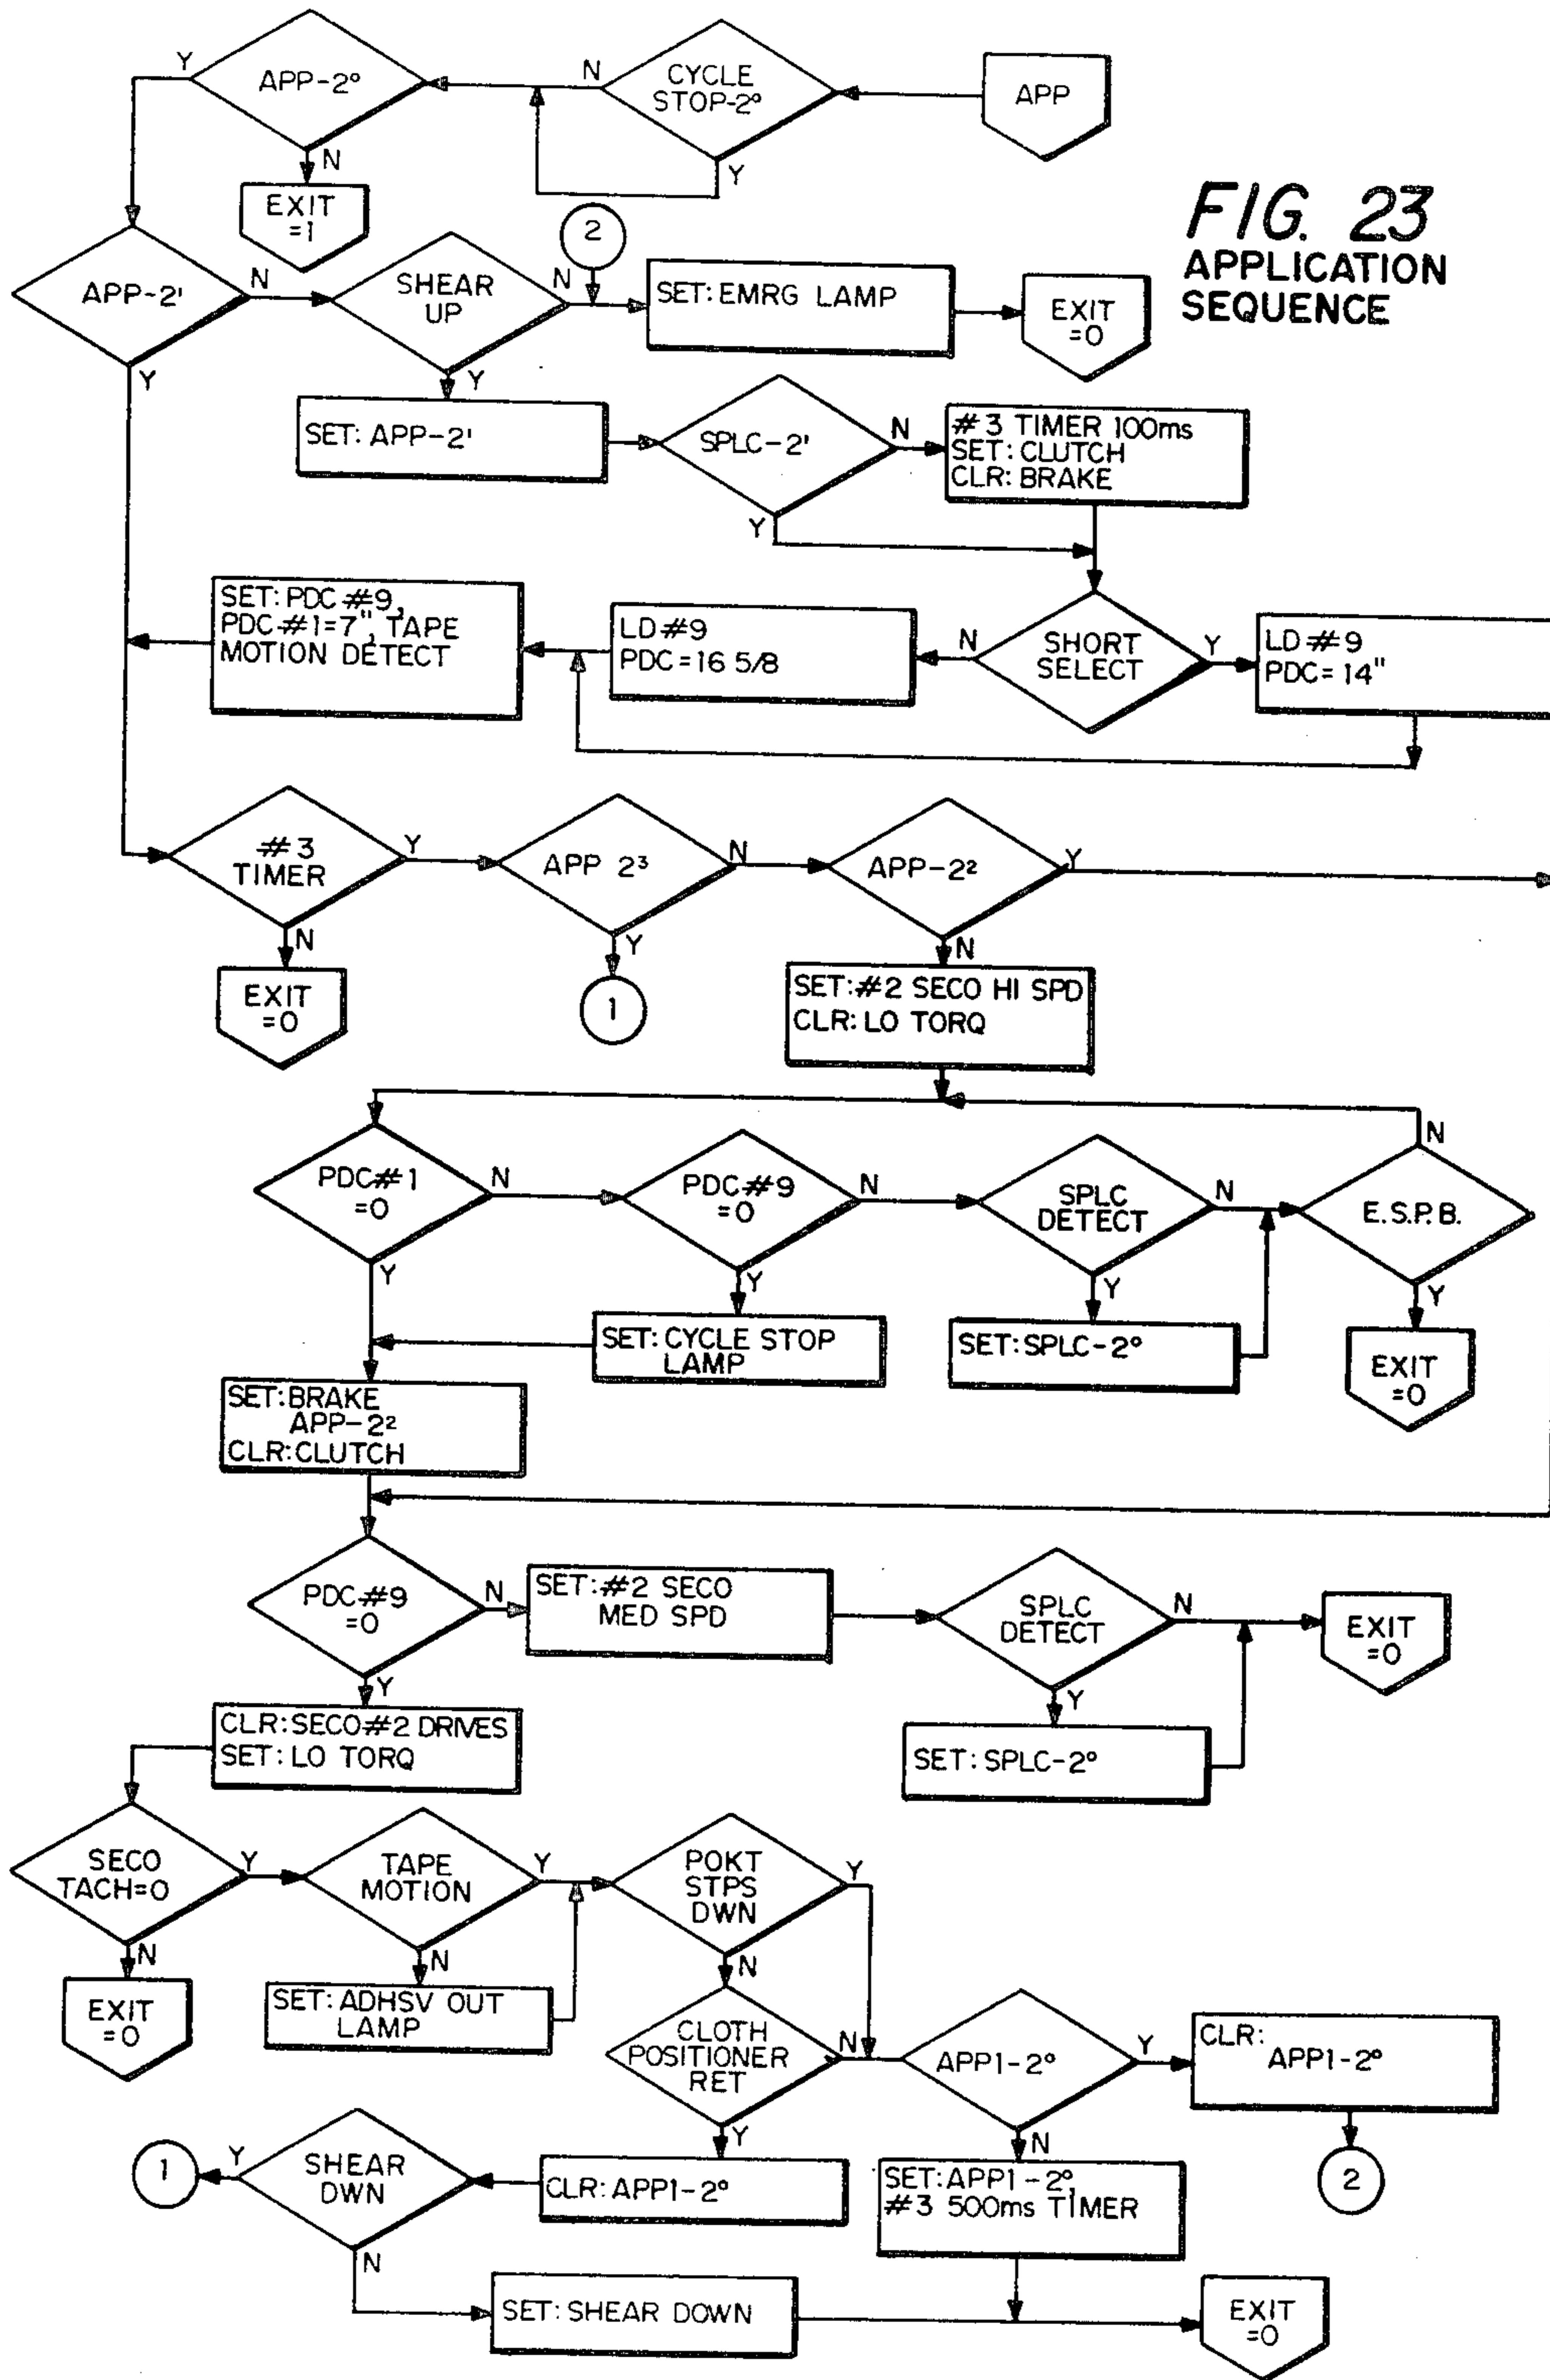 Y
APP-2°
N
CYCLE
STOP-2°
APP
N
Y
EXIT
=1
FIG. 23
APPLICATION
SEQUENCE
2
APP-2'
N
SHEAR
UP
N
SET: EMRG LAMP
EXIT
=0
Y
Y
SET: APP-2'
SPLC-2'
N
#3 TIMER 100ms
SET: CLUTCH
CLR: BRAKE
Y
SET: PDC #9,
PDC #1=7", TAPE
MOTION DETECT
LD #9
PDC = 16 5/8
N
SHORT
SELECT
Y
LD #9
PDC = 14"
#3
TIMER
Y
APP 2³
N
APP-2²
Y
N
Y
N
EXIT
=0
1
SET: #2 SECO HI SPD
CLR: LO TORQ
PDC#1
=0
N
PDC#9
=0
N
SPLC
DETECT
N
E.S.P.B.
N
Y
Y
Y
Y
SET: CYCLE STOP
LAMP
SET: SPLC-2°
EXIT
=0
SET: BRAKE
APP-2²
CLR: CLUTCH
PDC#9
=0
N
SET: #2 SECO
MED SPD
SPLC
DETECT
N
EXIT
=0
Y
Y
CLR: SECO#2 DRIVES
SET: LO TORQ
SET: SPLC-2°
SECO
TACH=0
Y
TAPE
MOTION
Y
POKT
STPS
DWN
Y
N
N
N
EXIT
=0
SET: ADHSV OUT
LAMP
CLOTH
POSITIONER
RET
N
APP1-2°
Y
CLR:
APP1-2°
Y
N
1
Y
SHEAR
DWN
CLR: APP1-2°
SET: APP1-2°,
#3 500ms TIMER
2
N
SET: SHEAR DOWN
EXIT
=0